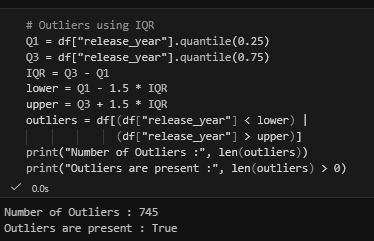 # Outliers using IQR
Q1 = df["release_year"].quantile(0.25)
Q3 = df["release_year"].quantile(0.75)
IQR = Q3 - Q1
lower = Q1 - 1.5 * IQR
upper = Q3 + 1.5 * IQR
outliers = df[(df["release_year"] < lower) |
(df["release_year"] > upper)]
print("Number of Outliers :", len(outliers))
print("Outliers are present :", len(outliers) > 0)
0.0s
Number of Outliers : 745
Outliers are present : True